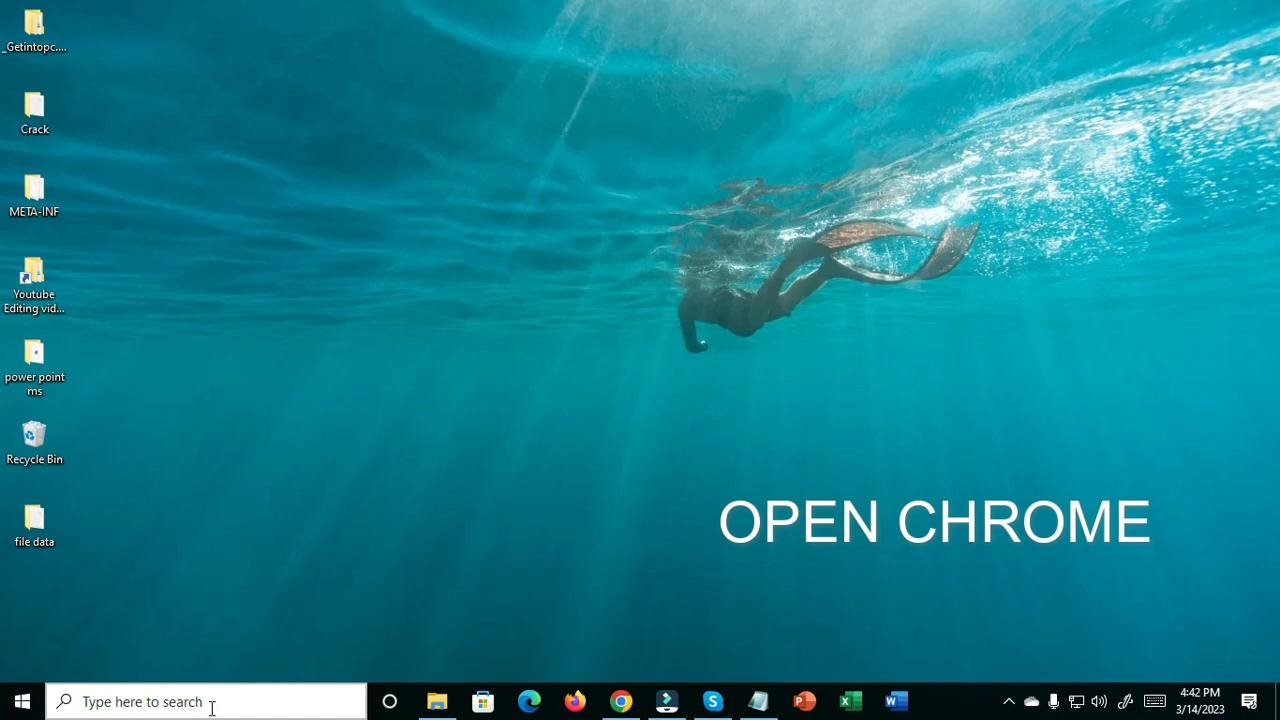 _Getintopc....
Crack
META-INF
Youtube
Editing vid...
power point
ms
Recycle Bin
file data
OPEN CHROME
Type here to search
4:42 PM
3/14/2023